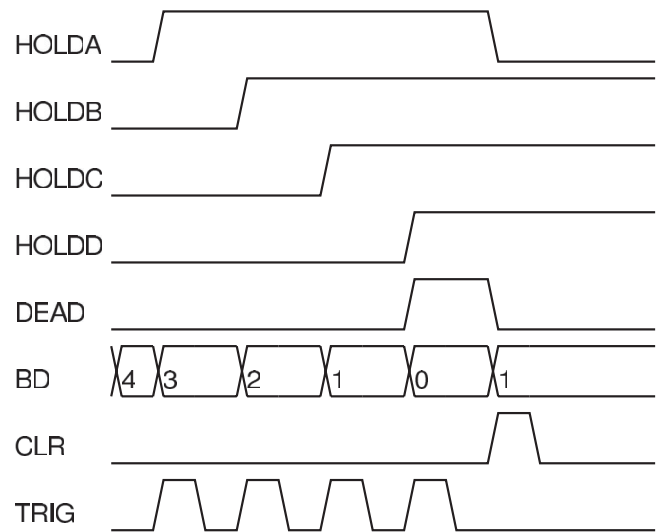 HOLDA
HOLDB
HOLDC
HOLDD
DEAD
BD 4 3 2 1 0 1
CLR
TRIG